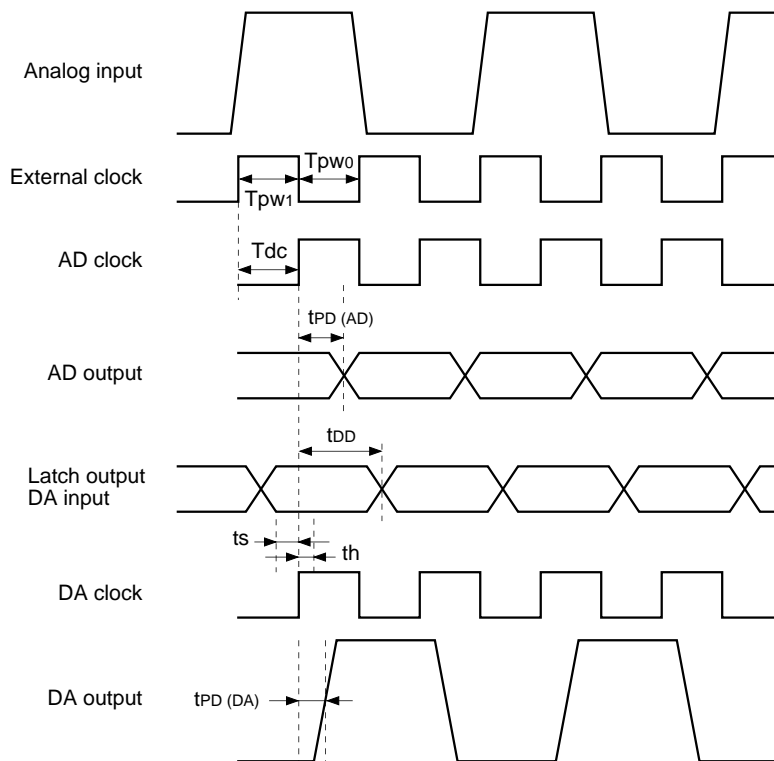 Analog input
External clock
Tpw0
Tpw1
AD clock
Tdc
tPD (AD)
AD output
tDD
Latch output
DA input
ts
th
DA clock
DA output
tPD (DA)